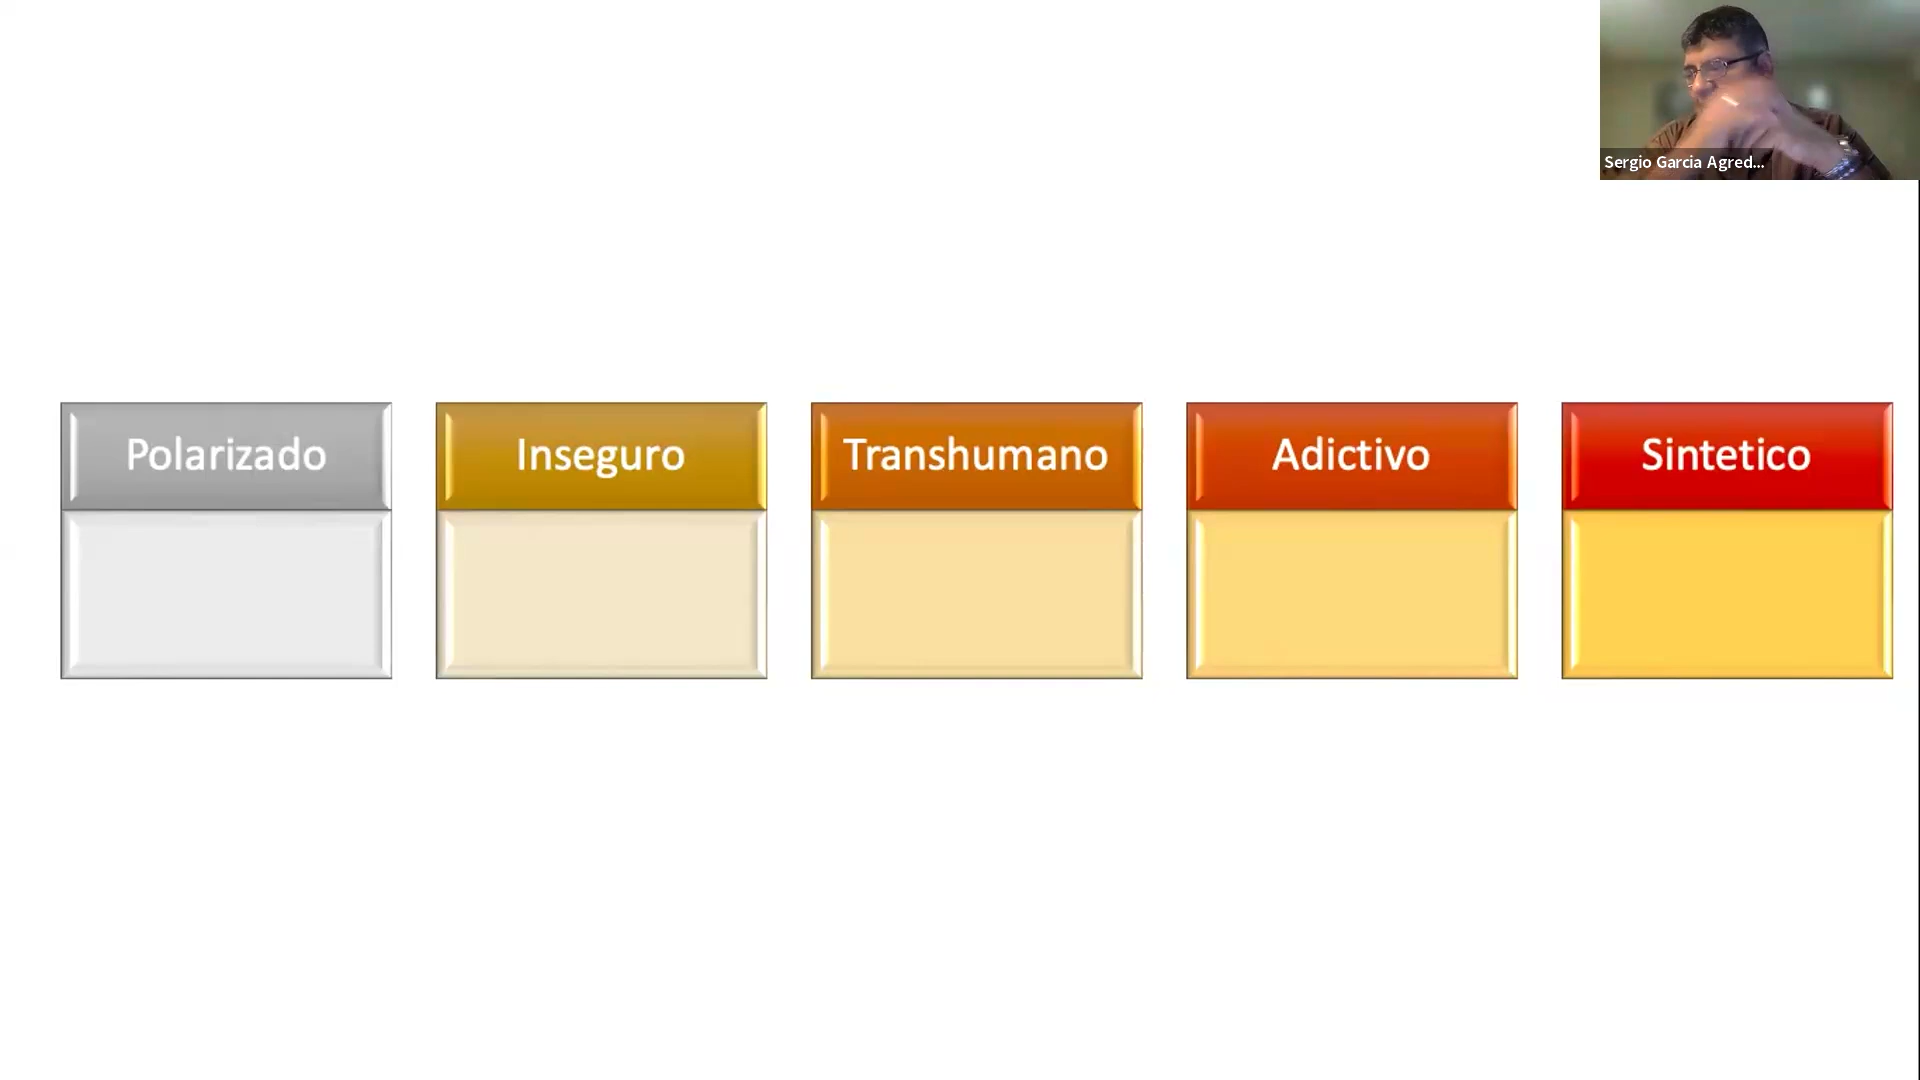 Sergio Garcia Agred...
Polarizado
Inseguro
Transhumano
Adictivo
Sintetico